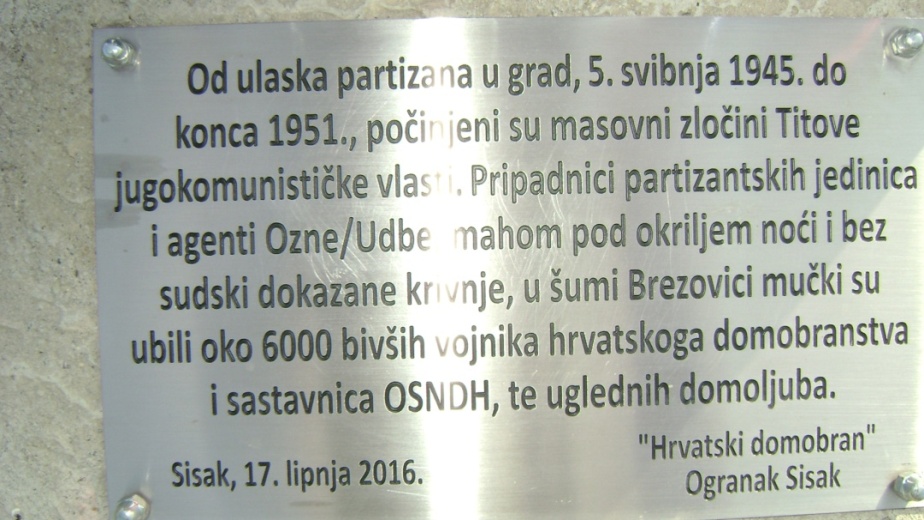 Od ulaska partizana u grad, 5. svibnja 1945. do
konca 1951., počinjeni su masovni zločini Titove
jugokomunističke vlasti. Pripadnici partizantskih jedinica
i agenti Ozne/Udbe mahom pod okriljem noći i bez
sudski dokazane krivnje, u šumi Brezovici mučki su
ubili oko 6000 bivših vojnika hrvatskoga domobranstva
i sastavnica OSNDH, te uglednih domoljuba.
"Hrvatski domobran"
Sisak, 17. lipnja 2016. Ogranak Sisak